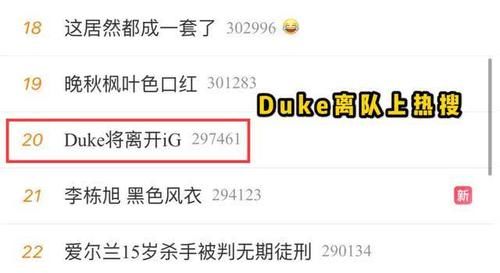 18 这居然都成一套了 302996
19 晚秋枫叶色口红 301283
Duke离队上热搜
20 Duke将离开iG 297461
21 李栋旭 黑色风衣 294123 新
22 爱尔兰15岁杀手被判无期徒刑 290134